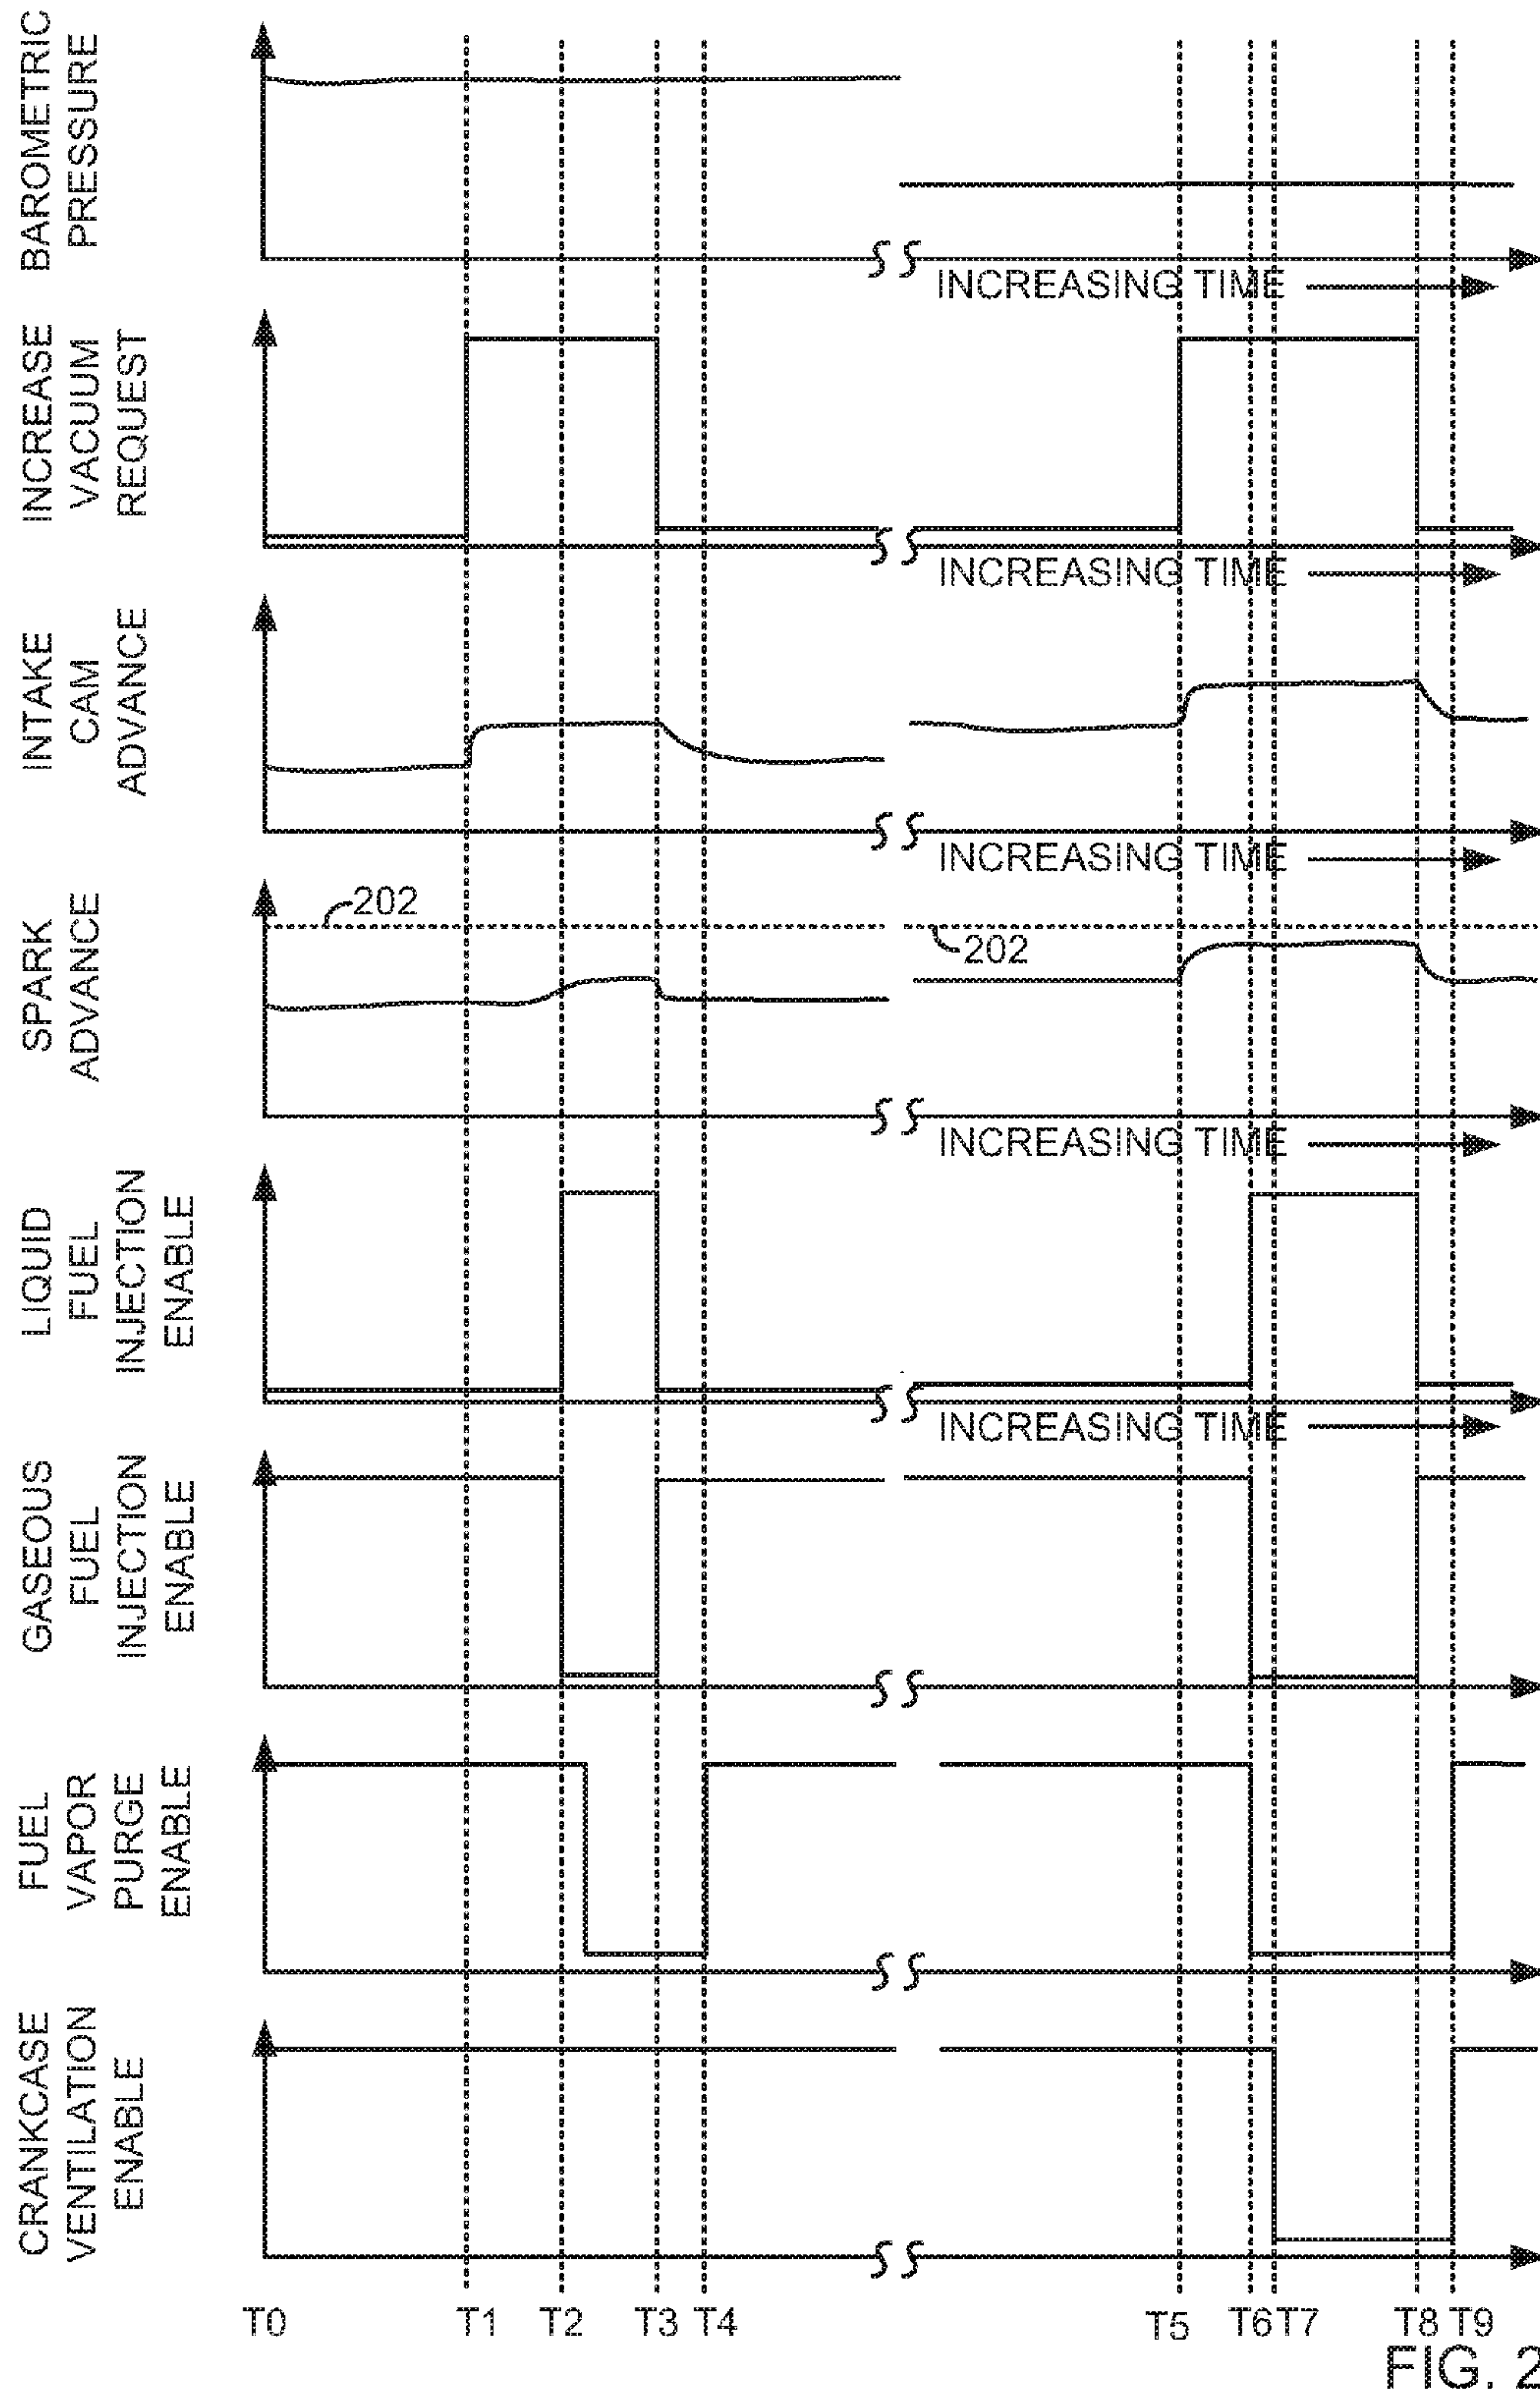 BAROMETRIC
PRESSURE
INCREASING TIME
INCREASE
VACUUM
REQUEST
INCREASING TIME
INTAKE
CAM
ADVANCE
INCREASING TIME
SPARK
ADVANCE
202
202
INCREASING TIME
LIQUID
FUEL
INJECTION
ENABLE
INCREASING TIME
GASEOUS
FUEL
INJECTION
ENABLE
FUEL
VAPOR
PURGE
ENABLE
CRANKCASE
VENTILATION
ENABLE
T0 T1 T2 T3 T4 T5 T6 T7 T8 T9
FIG. 2